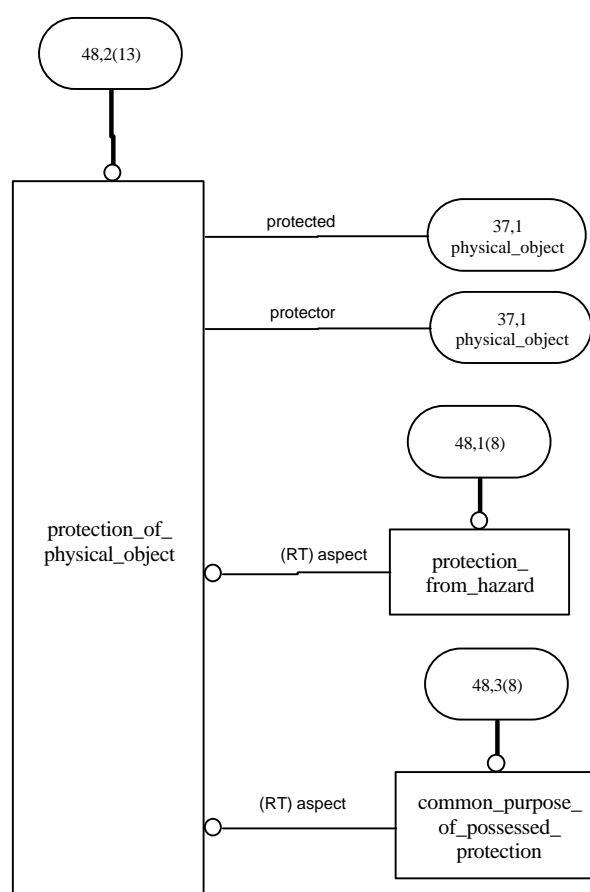 48,2(13)
protected
37,1
physical_object
protector
37,1
physical_object
48,1(8)
protection_of_
physical_object
(RT) aspect
protection_
from_hazard
48,3(8)
(RT) aspect
common_purpose_
of_possessed_
protection